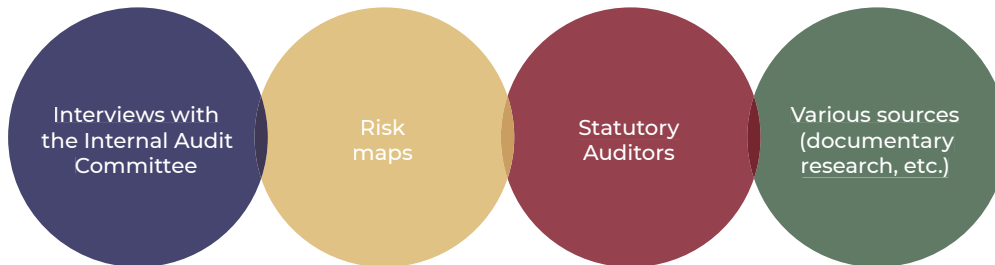 Interviews with
the Internal Audit
Committee
Risk
maps
Statutory
Auditors
Various sources
(documentary
research, etc.)